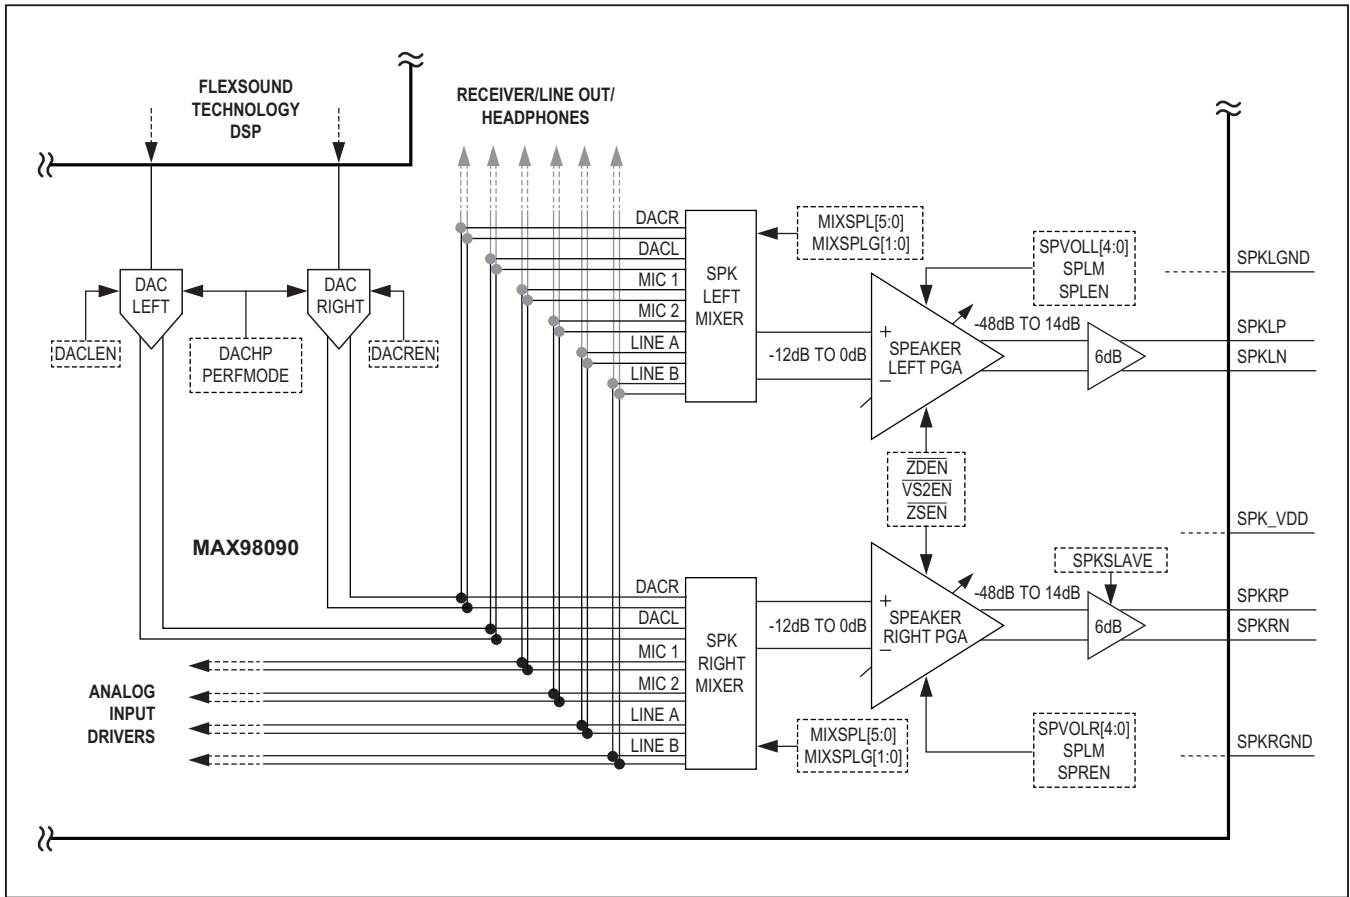 FLEXSOUND
TECHNOLOGY
DSP
RECEIVER/LINE OUT/
HEADPHONES
DAC
LEFT
DAC
RIGHT
DACLEN
DACHP
PERFMODE
DACREN
DACR
DACL
MIC 1
MIC 2
LINE A
LINE B
SPK
LEFT
MIXER
MIXSPL[5:0]
MIXSPLG[1:0]
-12dB TO 0dB
+
−
SPEAKER
LEFT PGA
SPVOLL[4:0]
SPLM
SPLEN
-48dB TO 14dB
6dB
SPKLGND
SPKLP
SPKLN
ZDEN
VS2EN
ZSEN
SPK_VDD
MAX98090
DACR
DACL
MIC 1
MIC 2
LINE A
LINE B
SPK
RIGHT
MIXER
MIXSPL[5:0]
MIXSPLG[1:0]
-12dB TO 0dB
+
−
SPEAKER
RIGHT PGA
-48dB TO 14dB
SPKSLAVE
6dB
SPKRP
SPKRN
SPVOLR[4:0]
SPLM
SPREN
SPKRGND
ANALOG
INPUT
DRIVERS